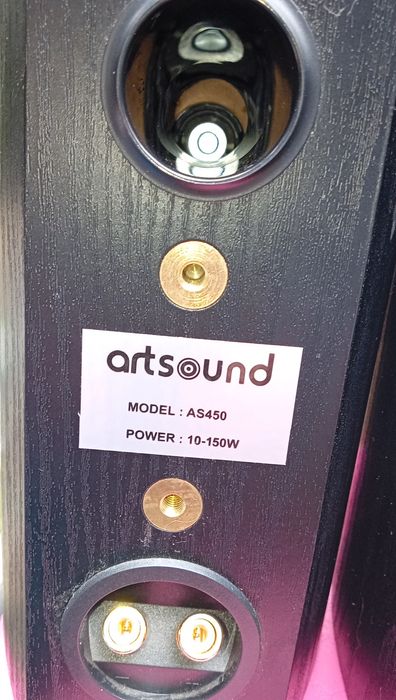 artsound
MODEL : AS450
POWER : 10-150W